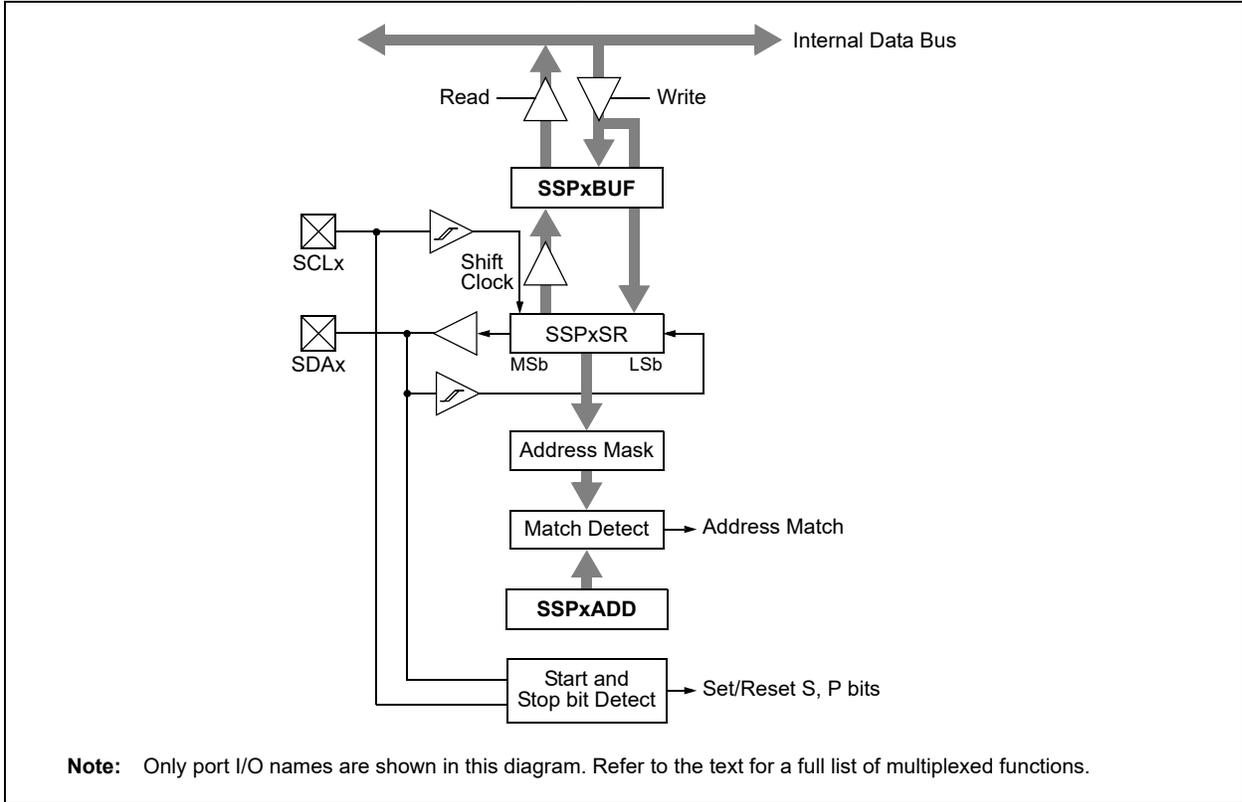 Internal Data Bus
Read
Write
SSPxBUF
SCLx
Shift
Clock
SSPxSR
SDAx
MSb
LSb
Address Mask
Match Detect
Address Match
SSPxADD
Start and
Stop bit Detect
Set/Reset S, P bits
Note: Only port I/O names are shown in this diagram. Refer to the text for a full list of multiplexed functions.